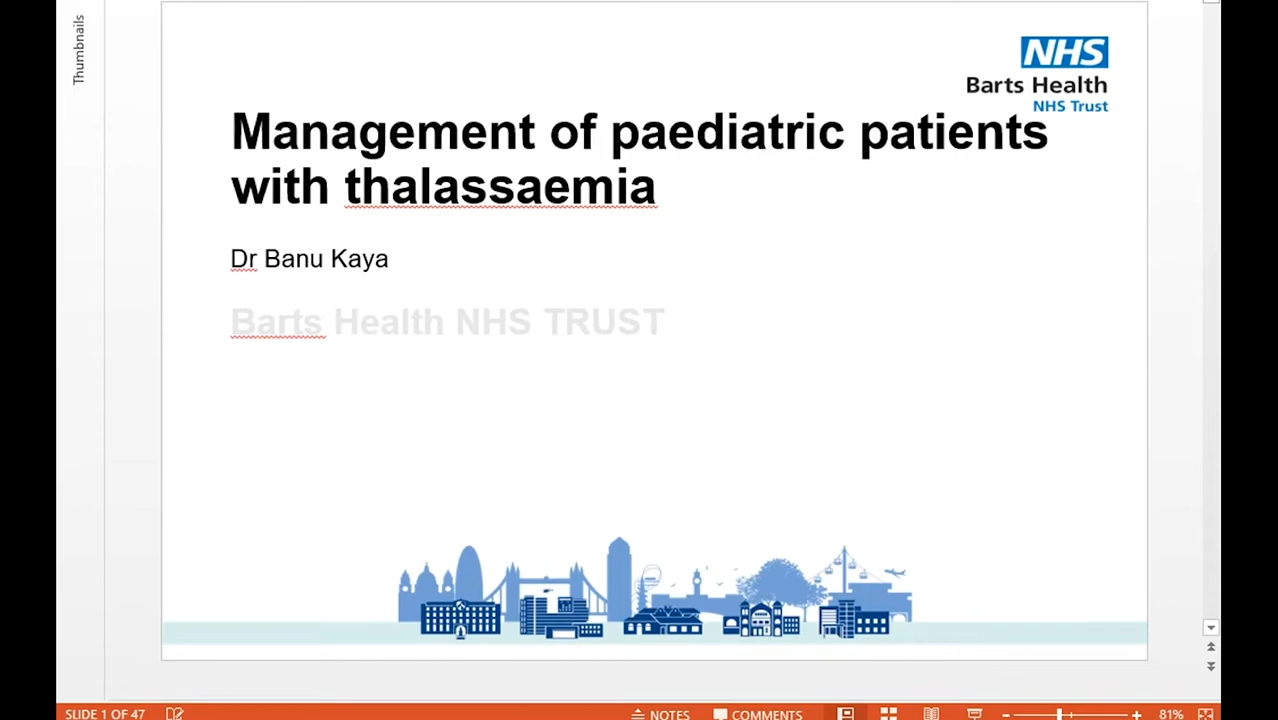 Thumbnails
NHS
Barts Health
NHS Trust
Management of paediatric patients
with thalassaemia
Dr Banu Kaya
Barts Health NHS TRUST
SLIDE 1 OF 47
NOTES
COMMENTS
81%